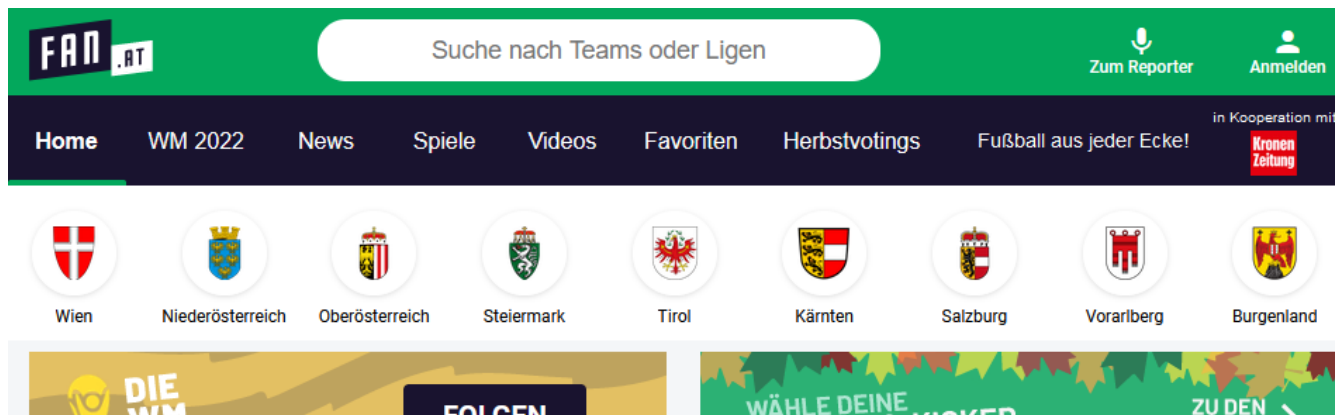 FAN .AT
Suche nach Teams oder Ligen
Zum Reporter
Anmelden
Home WM 2022 News Spiele Videos Favoriten Herbstvotings Fußball aus jeder Ecke!
in Kooperation mit
Kronen
Zeitung
Wien Niederösterreich Oberösterreich Steiermark Tirol Kärnten Salzburg Vorarlberg Burgenland
DIE
WM
FOLGEN
WÄHLE DEINE
KICKER
ZU DEN